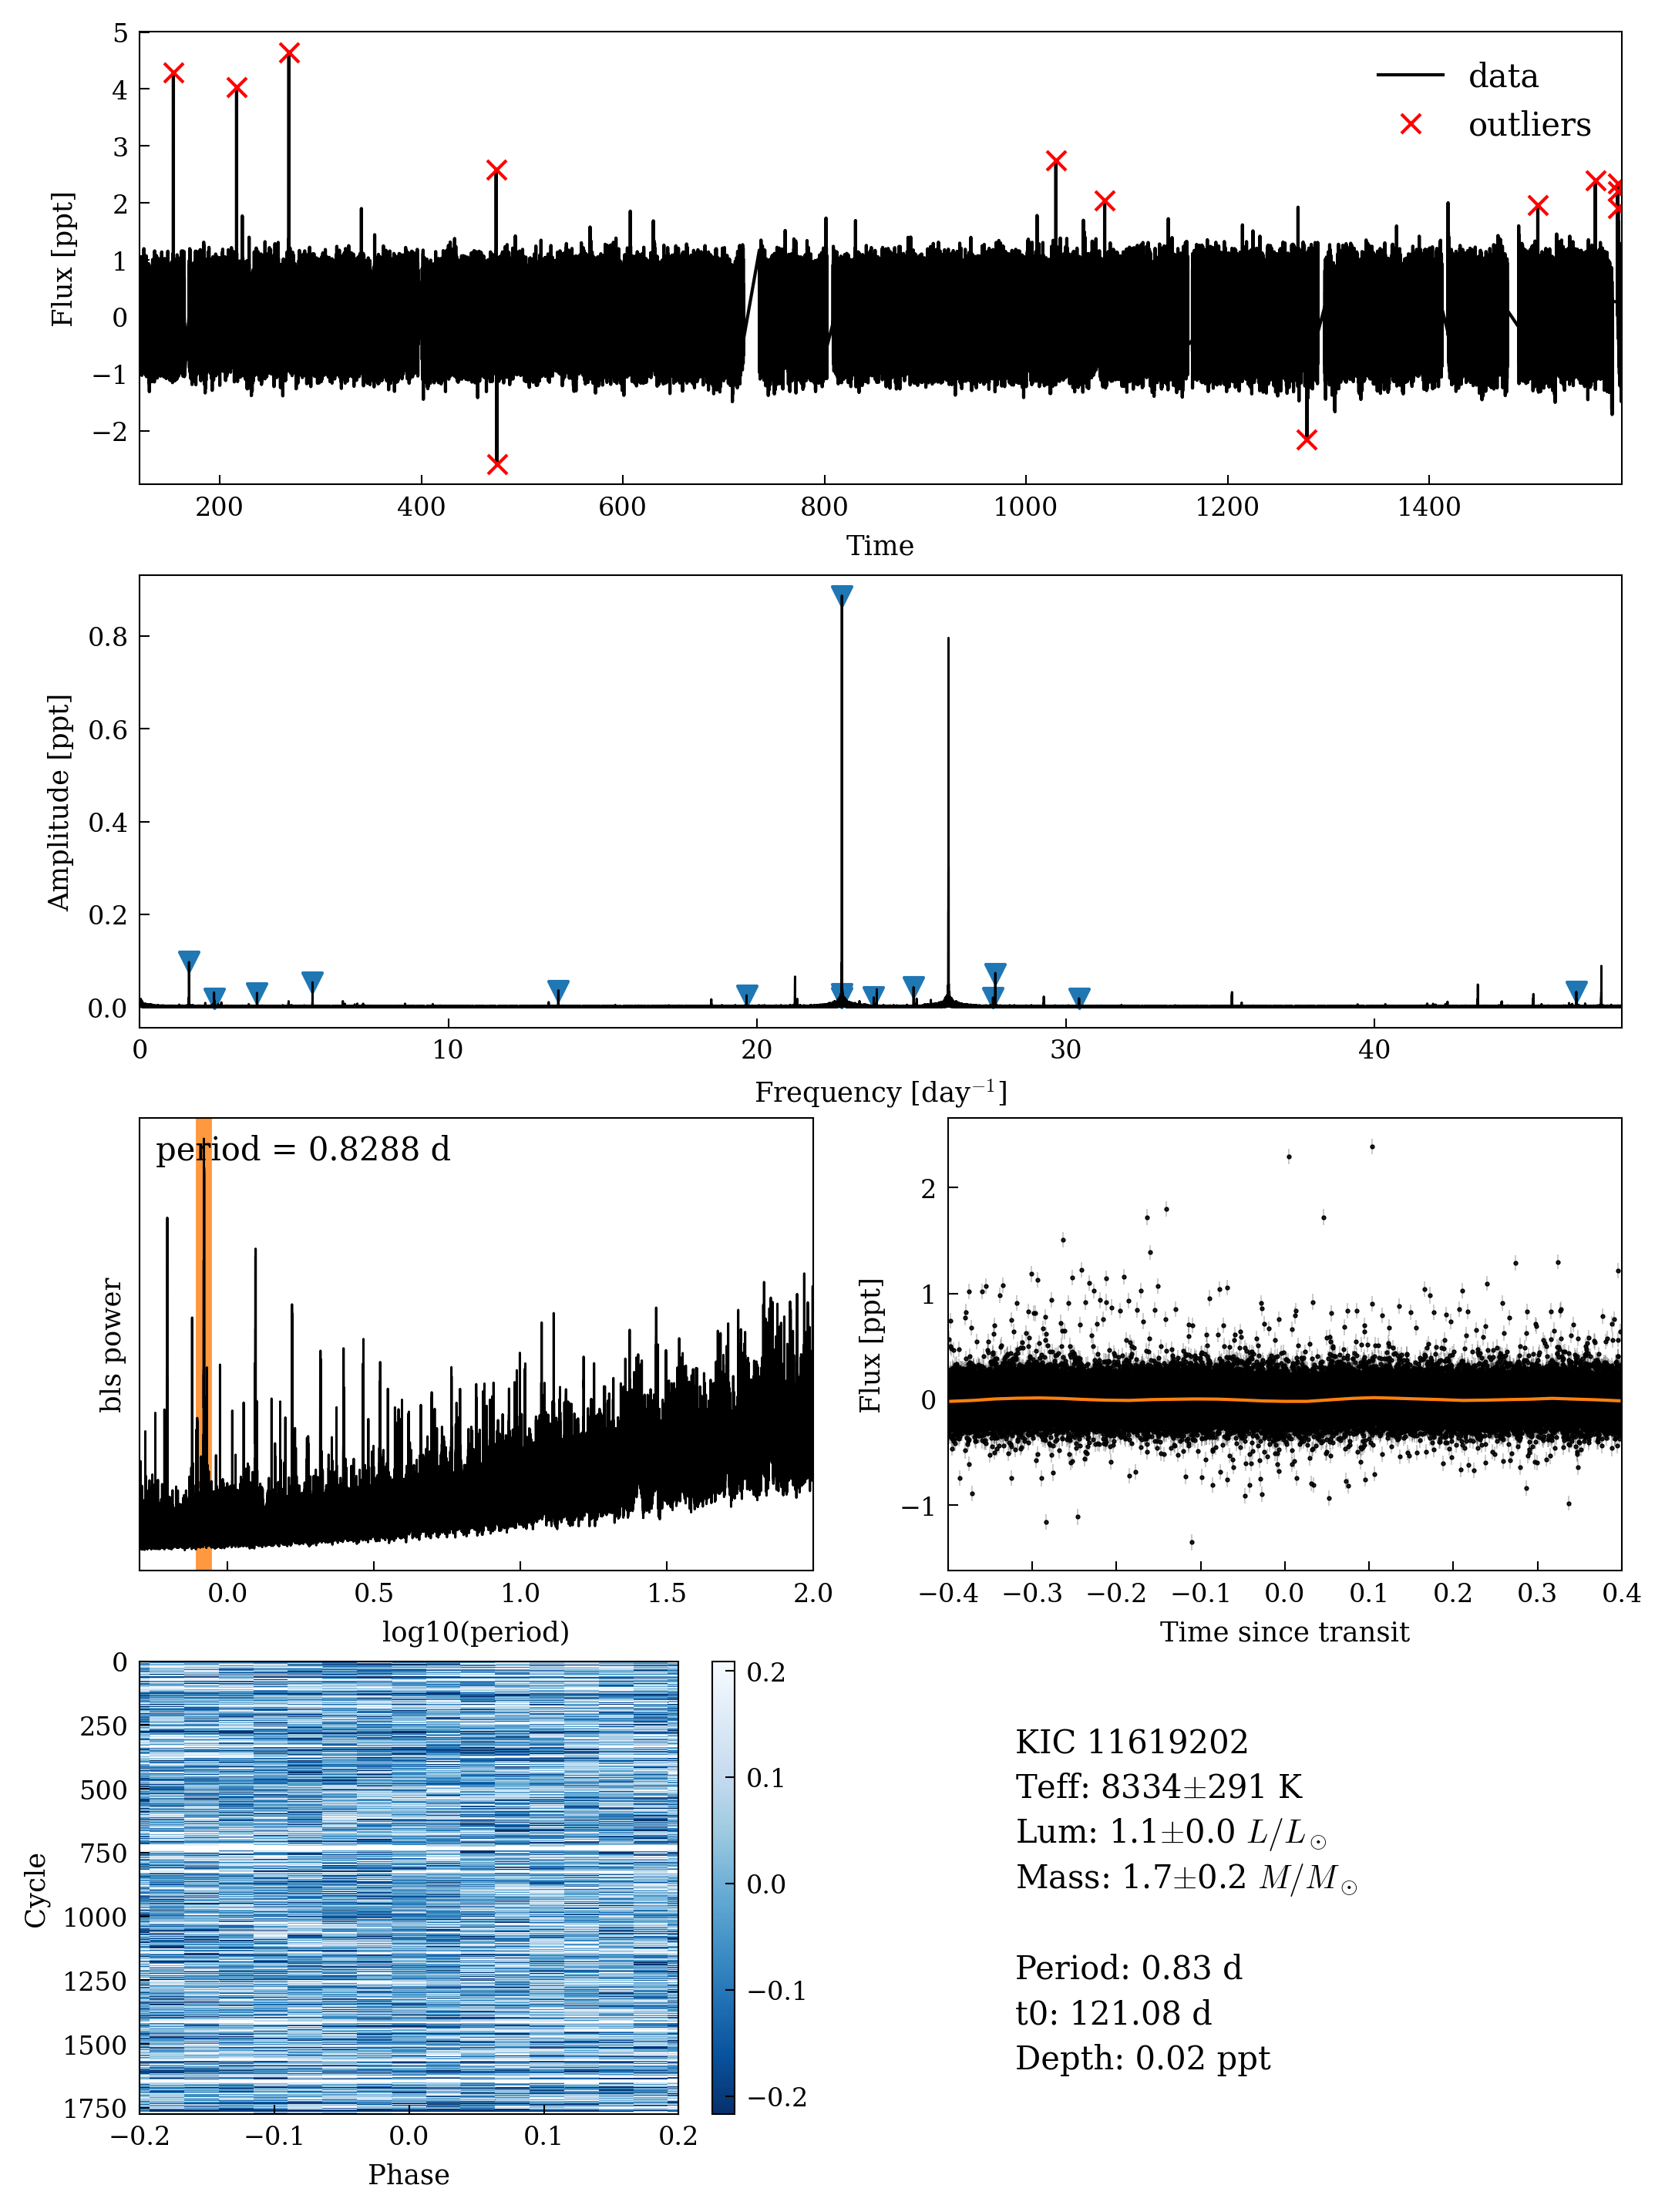 5
4
3
2
1
0
−1
−2
Flux [ppt]
data
outliers
200 400 600 800 1000 1200 1400
Time
0.8
0.6
0.4
0.2
0.0
Amplitude [ppt]
0 10 20 30 40
Frequency [day⁻¹]
period = 0.8288 d
bls power
0.0 0.5 1.0 1.5 2.0
log10(period)
2
1
0
−1
Flux [ppt]
−0.4 −0.3 −0.2 −0.1 0.0 0.1 0.2 0.3 0.4
Time since transit
0
250
500
750
1000
1250
1500
1750
Cycle
−0.2 −0.1 0.0 0.1 0.2
Phase
0.2
0.1
0.0
−0.1
−0.2
KIC 11619202
Teff: 8334±291 K
Lum: 1.1±0.0 L/L☉
Mass: 1.7±0.2 M/M☉
Period: 0.83 d
t0: 121.08 d
Depth: 0.02 ppt